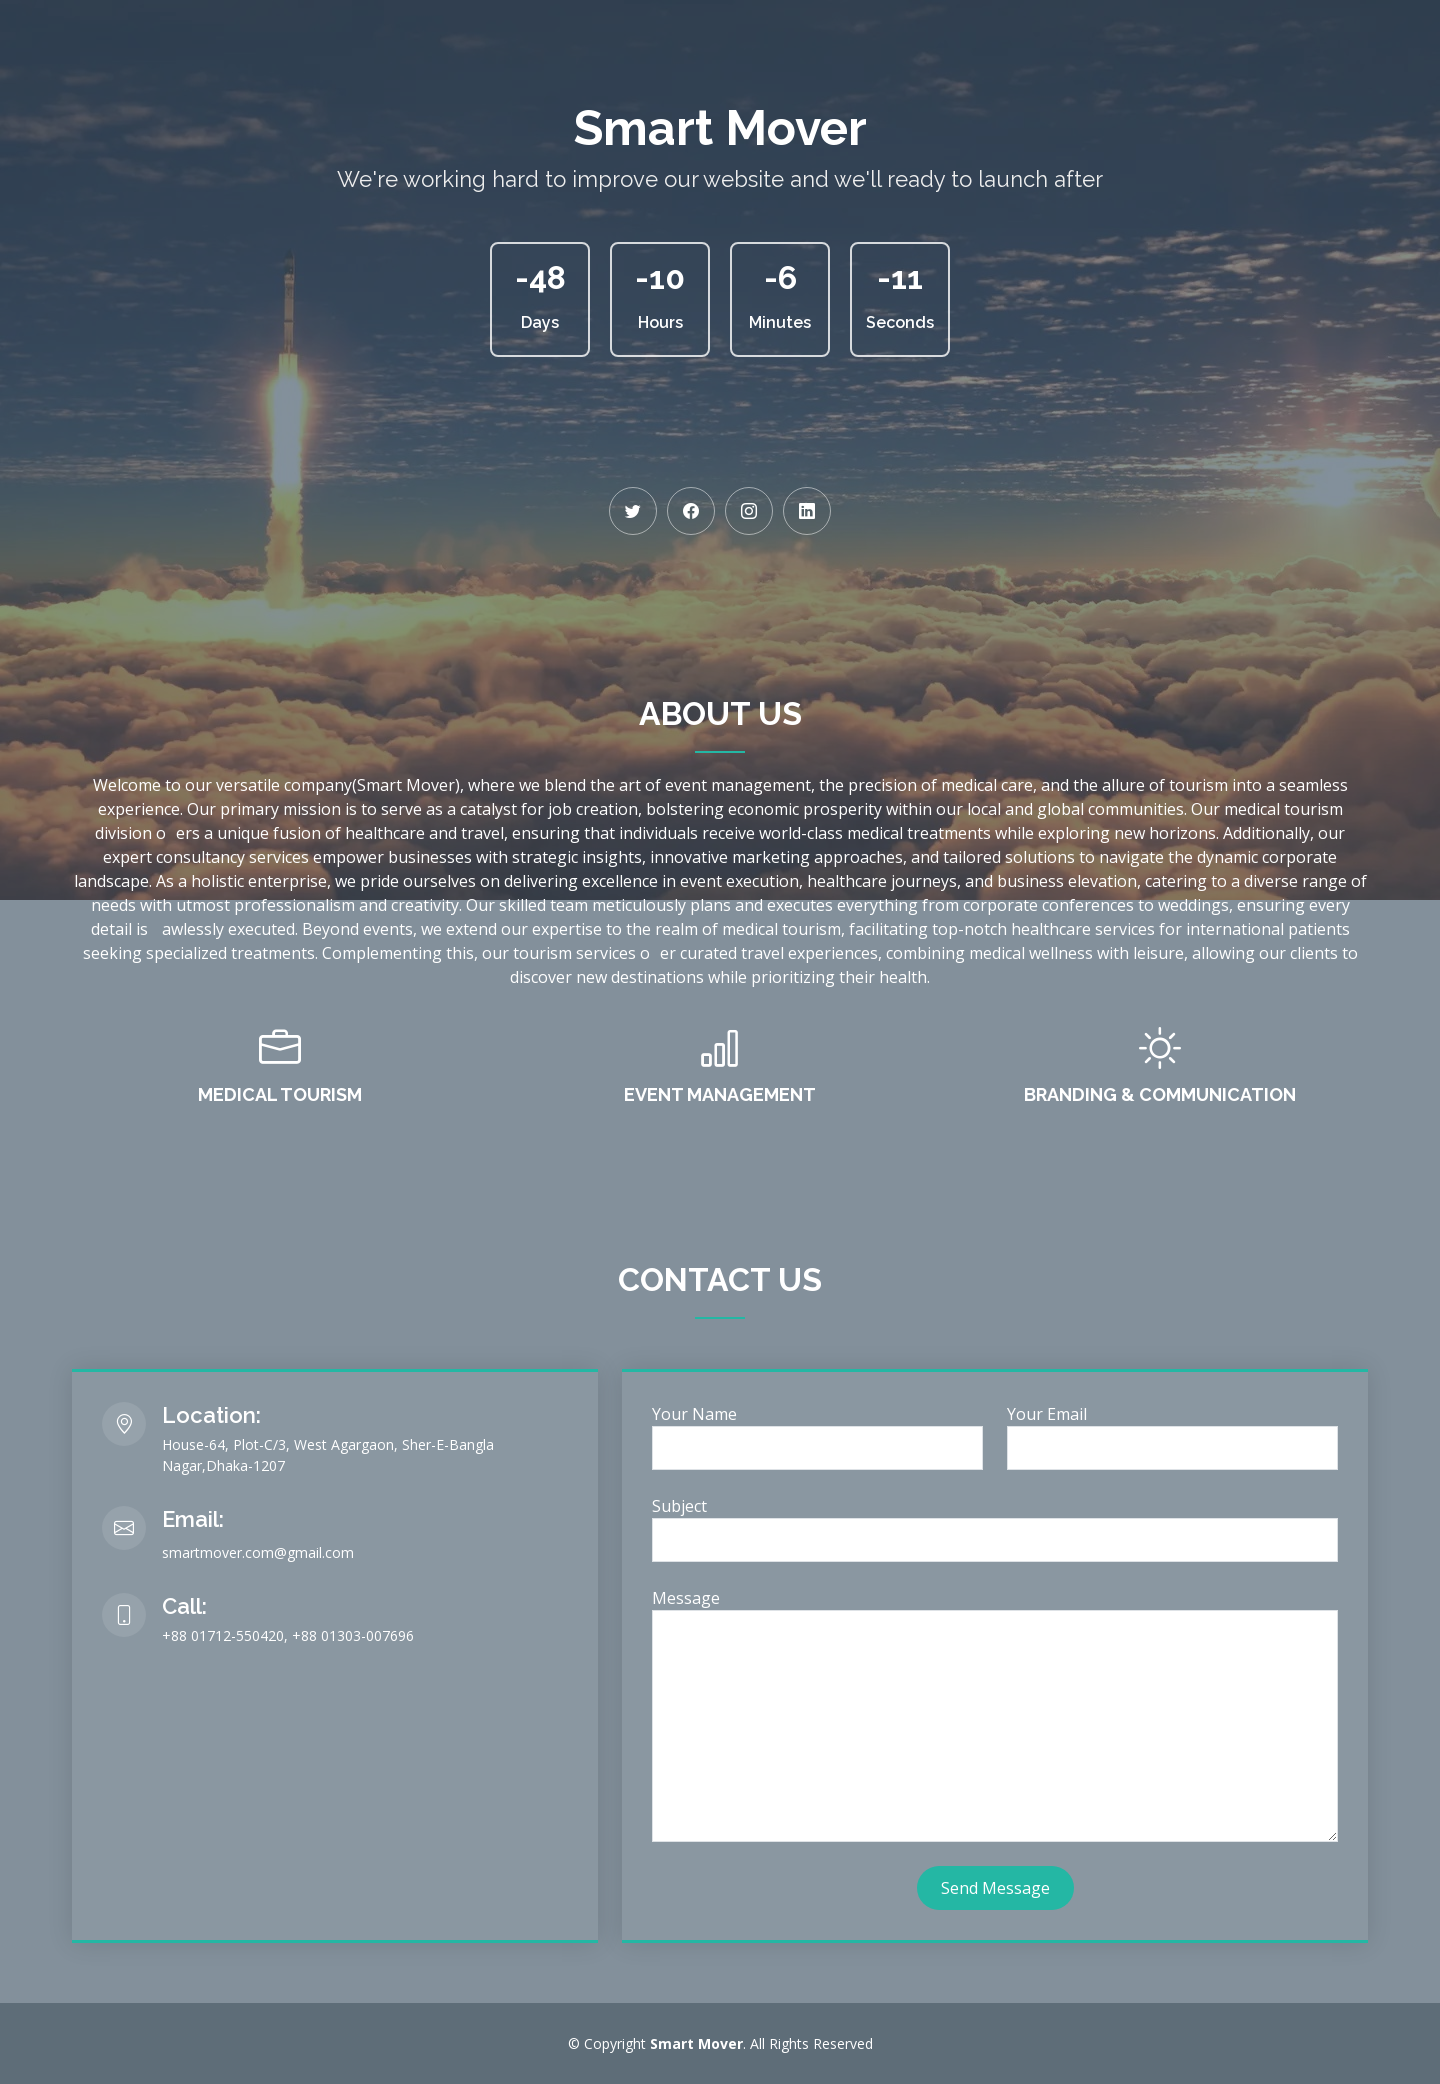 Smart Mover
We're working hard to improve our website and we'll ready to launch after
-48 -10 -6 -11
Days Hours Minutes Seconds
ABOUT US
Welcome to our versatile company(Smart Mover), where we blend the art of event management, the precision of medical care, and the allure of tourism into a seamless
experience. Our primary mission is to serve as a catalyst for job creation, bolstering economic prosperity within our local and global communities. Our medical tourism
division o ers a unique fusion of healthcare and travel, ensuring that individuals receive world-class medical treatments while exploring new horizons. Additionally, our
expert consultancy services empower businesses with strategic insights, innovative marketing approaches, and tailored solutions to navigate the dynamic corporate
landscape. As a holistic enterprise, we pride ourselves on delivering excellence in event execution, healthcare journeys, and business elevation, catering to a diverse range of
needs with utmost professionalism and creativity. Our skilled team meticulously plans and executes everything from corporate conferences to weddings, ensuring every
detail is awlessly executed. Beyond events, we extend our expertise to the realm of medical tourism, facilitating top-notch healthcare services for international patients
seeking specialized treatments. Complementing this, our tourism services o er curated travel experiences, combining medical wellness with leisure, allowing our clients to
discover new destinations while prioritizing their health.
MEDICAL TOURISM EVENT MANAGEMENT BRANDING & COMMUNICATION
CONTACT US
Location:
House-64, Plot-C/3, West Agargaon, Sher-E-Bangla
Nagar,Dhaka-1207
Email:
smartmover.com@gmail.com
Call:
+88 01712-550420, +88 01303-007696
Your Name Your Email
Subject
Message
Send Message
© Copyright Smart Mover. All Rights Reserved